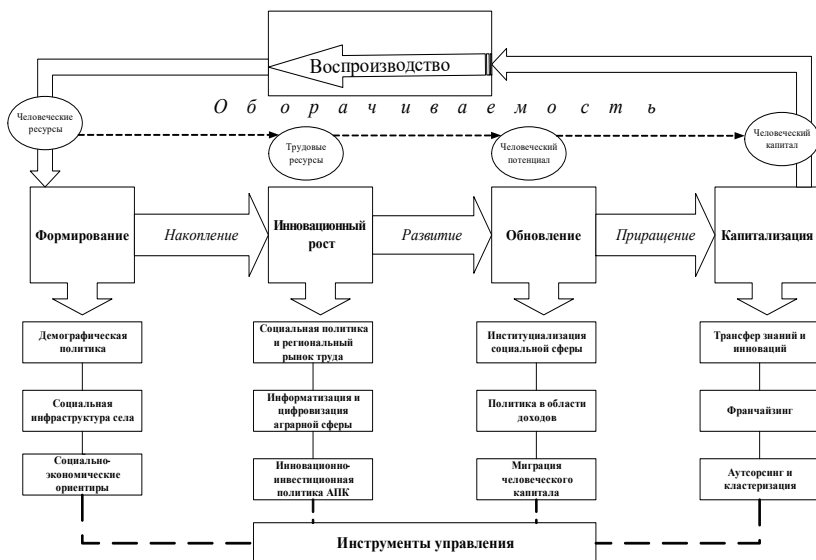 Воспроизводство
О б о р а ч и в а е м о с т ь
Человеческие
ресурсы
Трудовые
ресурсы
Человеческий
потенциал
Человеческий
капитал
Формирование
Накопление
Инновационный
рост
Развитие
Обновление
Приращение
Капитализация
Демографическая
политика
Социальная политика
и региональный
рынок труда
Институциализация
социальной сферы
Трансфер знаний и
инноваций
Социальная
инфраструктура села
Информатизация и
цифровизация
аграрной сферы
Политика в области
доходов
Франчайзинг
Социально-
экономические
ориентиры
Инновационно-
инвестиционная
политика АПК
Миграция
человеческого
капитала
Аутсорсинг и
кластеризация
Инструменты управления